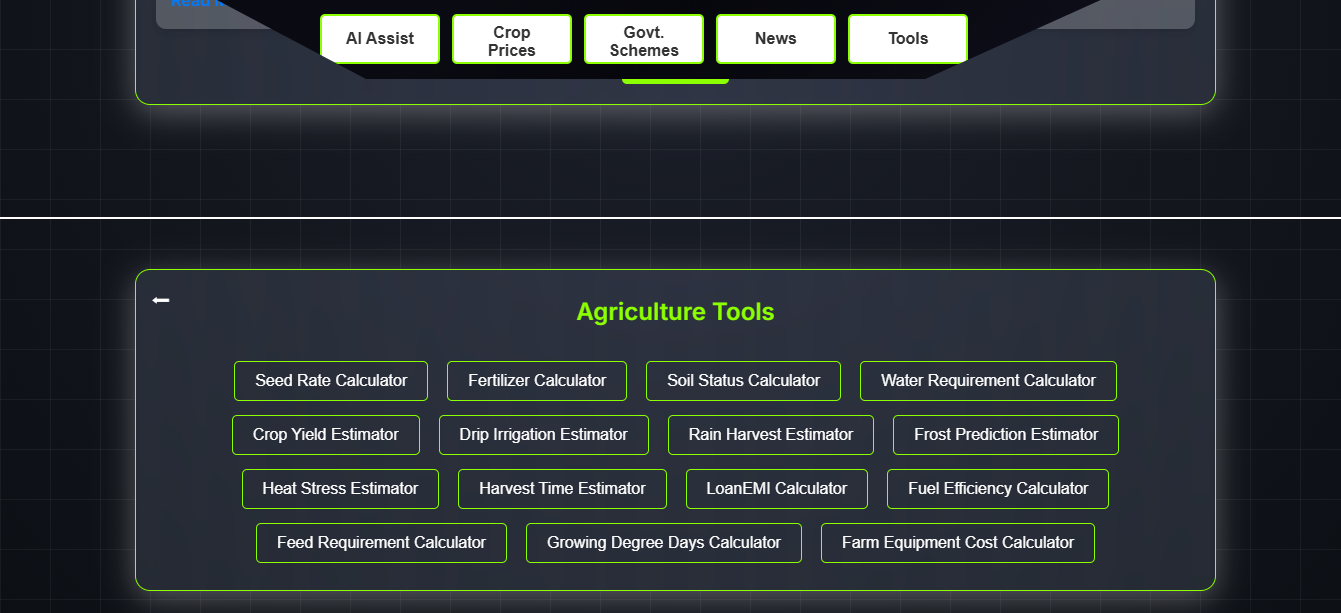 Read
AI Assist
Crop
Prices
Govt.
Schemes
News
Tools
Agriculture Tools
Seed Rate Calculator
Fertilizer Calculator
Soil Status Calculator
Water Requirement Calculator
Crop Yield Estimator
Drip Irrigation Estimator
Rain Harvest Estimator
Frost Prediction Estimator
Heat Stress Estimator
Harvest Time Estimator
LoanEMI Calculator
Fuel Efficiency Calculator
Feed Requirement Calculator
Growing Degree Days Calculator
Farm Equipment Cost Calculator